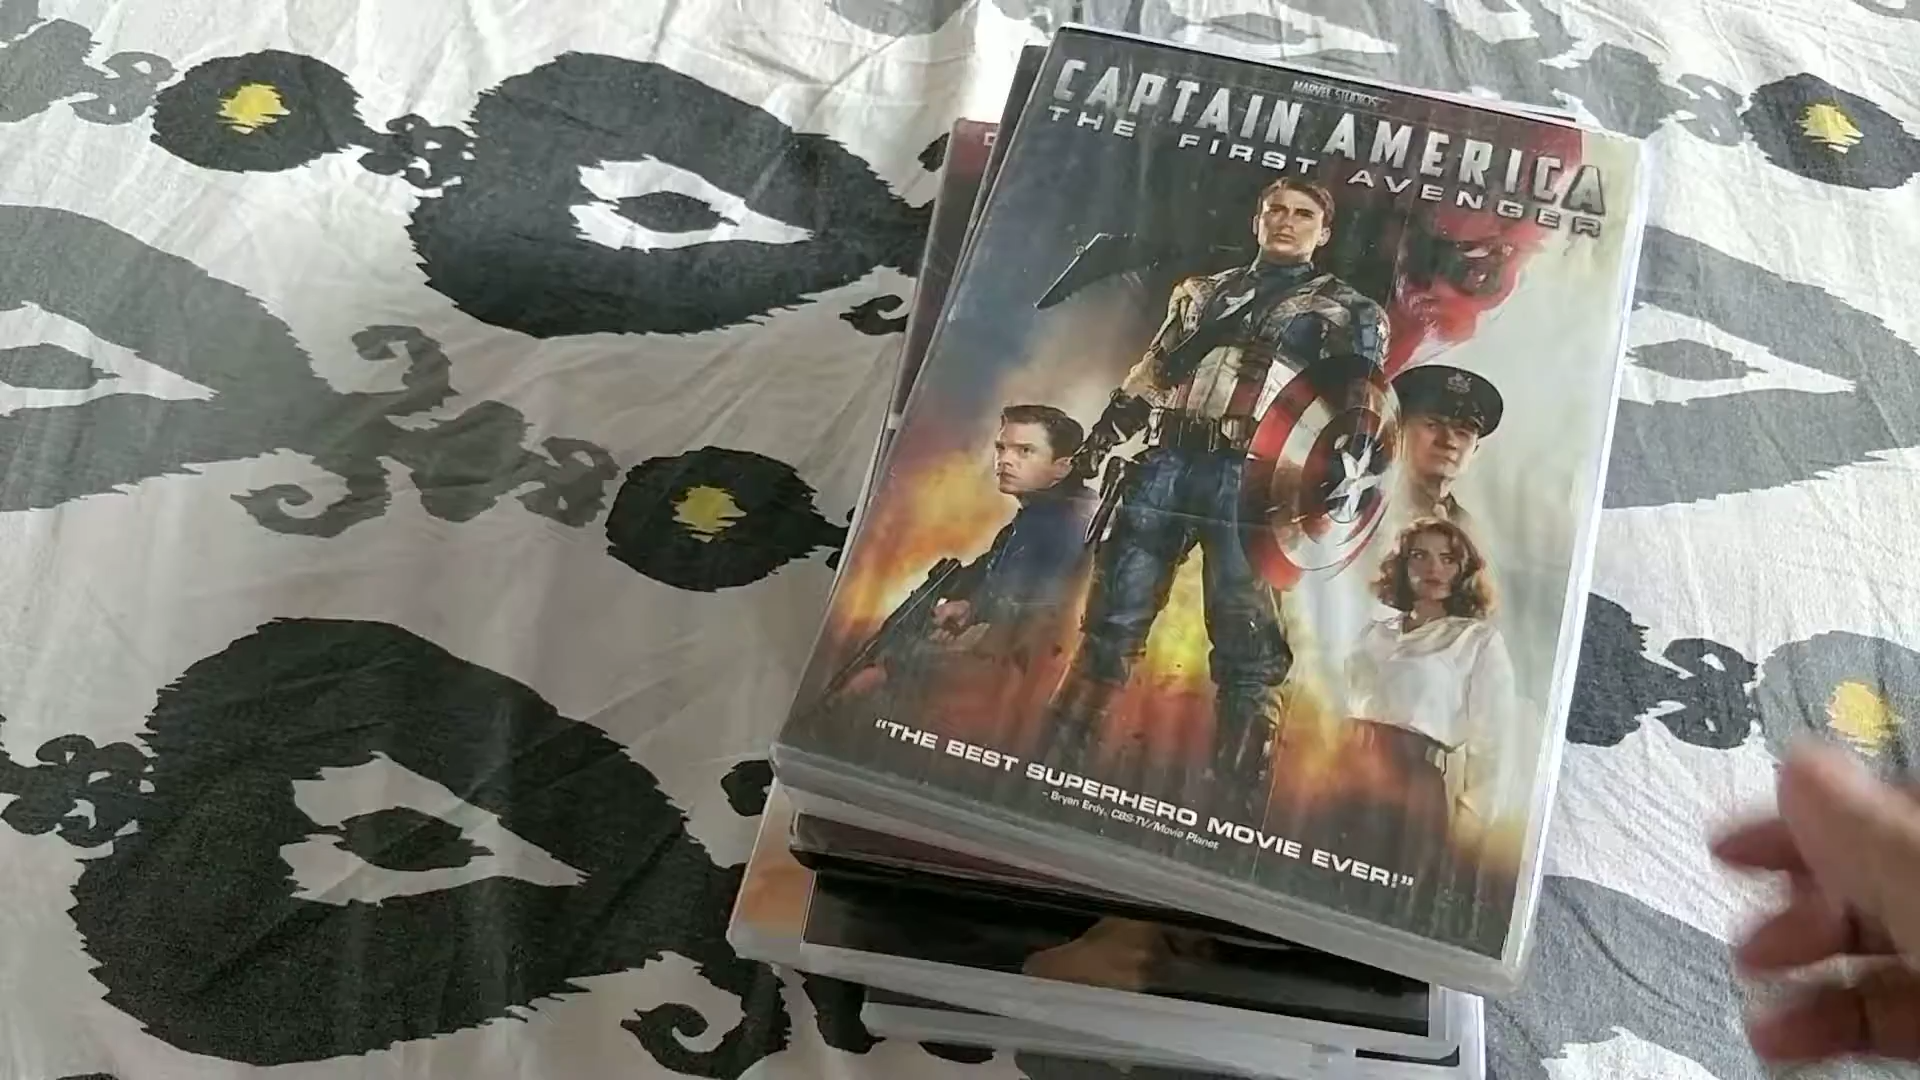 MARVEL STUDIOS
CAPTAIN AMERICA
THE FIRST AVENGER
“THE BEST SUPERHERO MOVIE EVER!”
- Bryan Erdy, CBS-TV/Movie Planet